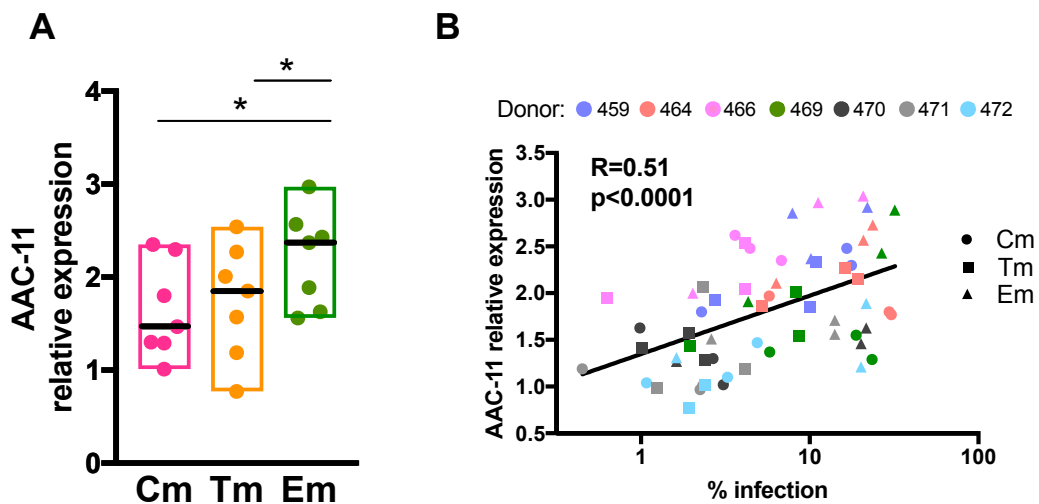 A
AAC-11
relative expression
4
3
2
1
0
*
*
Cm Tm Em
B
Donor: 459 464 466 469 470 471 472
AAC-11 relative expression
3.5
3.0
2.5
2.0
1.5
1.0
0.5
R=0.51
p<0.0001
Cm
Tm
Em
1 10 100
% infection